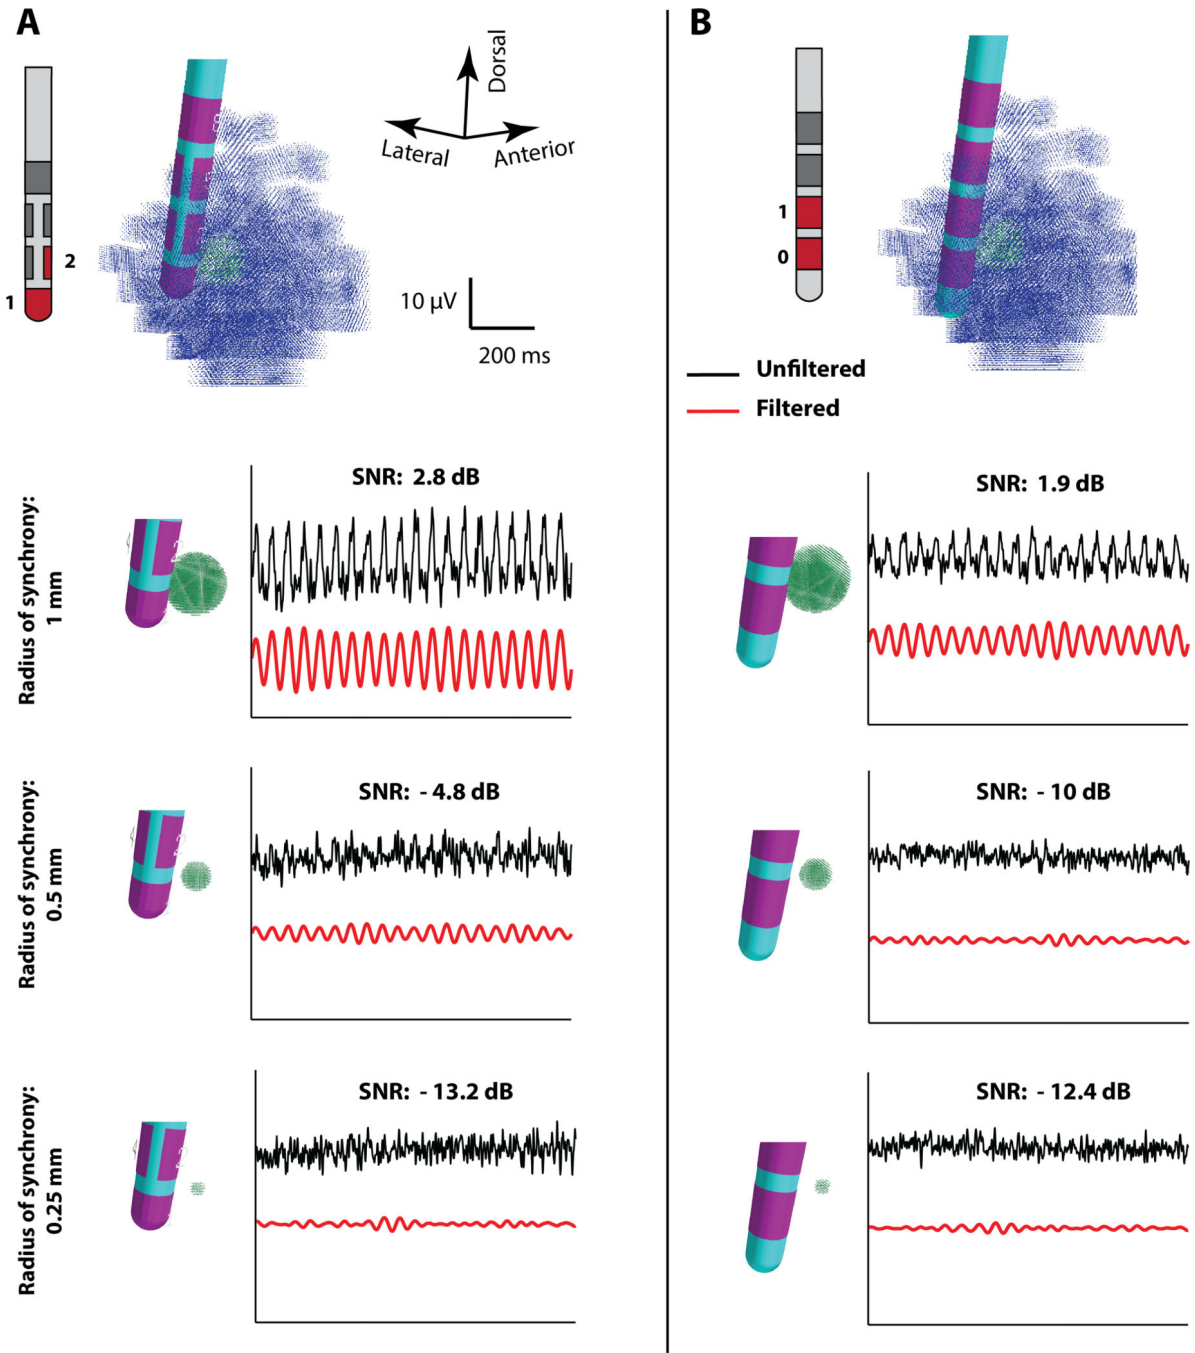 A
B
Dorsal
Lateral
Anterior
2
1
10 µV
200 ms
1
0
Unfiltered
Filtered
Radius of synchrony:
1 mm
SNR: 2.8 dB
SNR: 1.9 dB
Radius of synchrony:
0.5 mm
SNR: - 4.8 dB
SNR: - 10 dB
Radius of synchrony:
0.25 mm
SNR: - 13.2 dB
SNR: - 12.4 dB